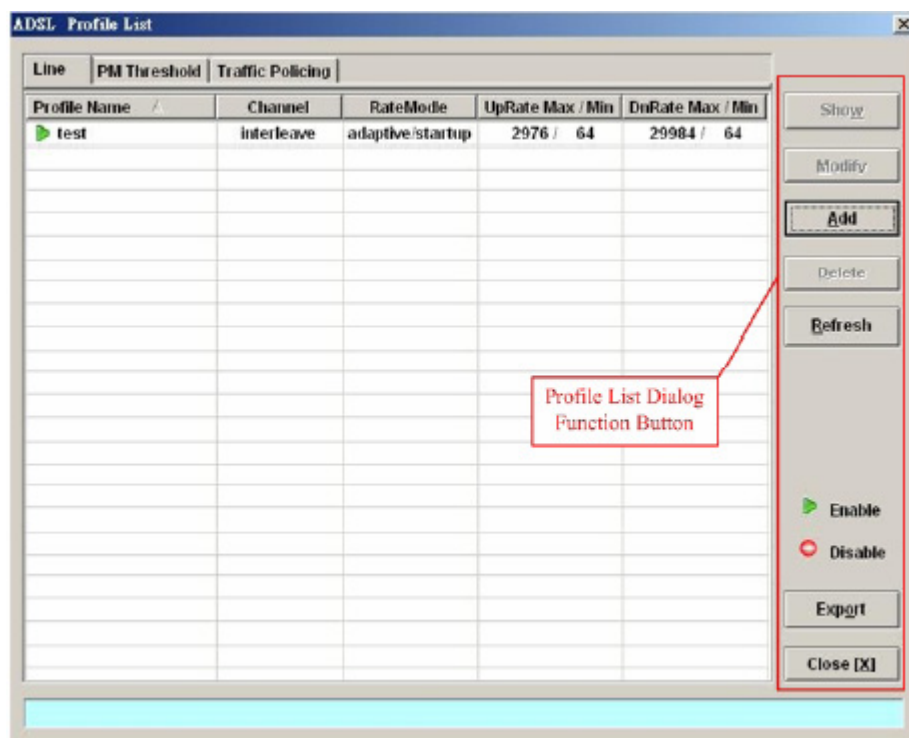 ADSL Profile List
Line PM Threshold Traffic Policing
Profile Name Channel RateModle UpRate Max / Min DnRate Max / Min
test interleave adaptive/startup 2976 / 64 29984 / 64
Show
Modify
Add
Delete
Refresh
Profile List Dialog
Function Button
Enable
Disable
Export
Close [X]